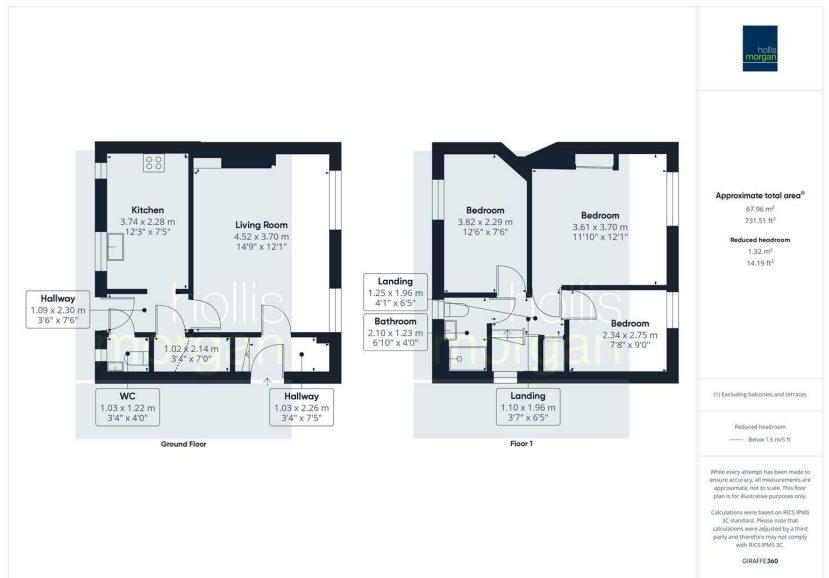 Kitchen
3.74 x 2.28 m
12'3" x 7'5"
Living Room
4.52 x 3.70 m
14'9" x 12'1"
Hallway
1.09 x 2.30 m
3'6" x 7'6"
1.02 x 2.14 m
3'4" x 7'0"
WC
1.03 x 1.22 m
3'4" x 4'0"
Hallway
1.03 x 2.26 m
3'4" x 7'5"
Ground Floor
hollis
morgan
Bedroom
3.82 x 2.29 m
12'6" x 7'6"
Bedroom
3.61 x 3.70 m
11'10" x 12'1"
Landing
1.25 x 1.96 m
4'1" x 6'5"
Bathroom
2.10 x 1.23 m
6'10" x 4'0"
Bedroom
2.34 x 2.75 m
7'8" x 9'0"
Landing
1.10 x 1.96 m
3'7" x 6'5"
Floor 1
hollis
morgan
hollis
morgan
Approximate total area(1)
67.96 m²
731.51 ft²
Reduced headroom
1.32 m²
14.19 ft²
(1) Excluding balconies and terraces
Reduced headroom
Below 1.5 m/5 ft
While every attempt has been made to
ensure accuracy, all measurements are
approximate, not to scale. This floor
plan is for illustrative purposes only.
Calculations were based on RICS IPMS
3C standard. Please note that
calculations were adjusted by a third
party and therefore may not comply
with RICS IPMS 3C.
GIRAFFE360